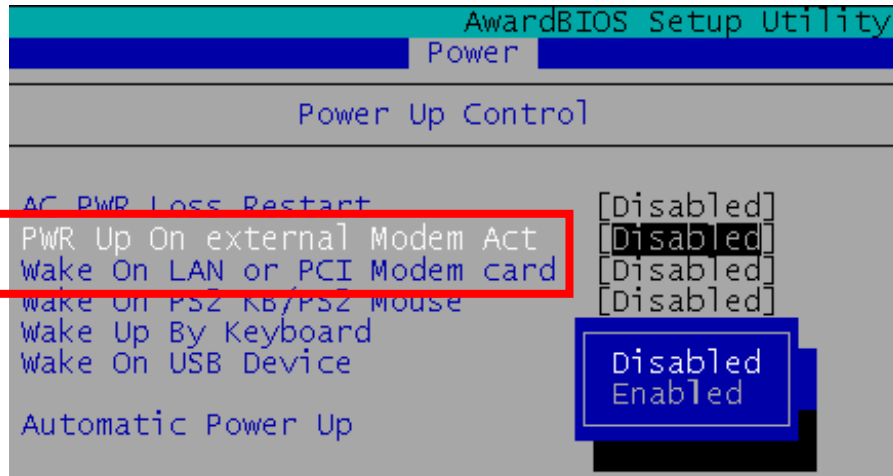 AwardBIOS Setup Utility
Power
Power Up Control
AC PWR Loss Restart [Disabled]
PWR Up On external Modem Act [Disabled]
Wake On LAN or PCI Modem card [Disabled]
Wake On PS2 KB/PS2 Mouse [Disabled]
Wake Up By Keyboard
Wake On USB Device
Disabled
Enabled
Automatic Power Up